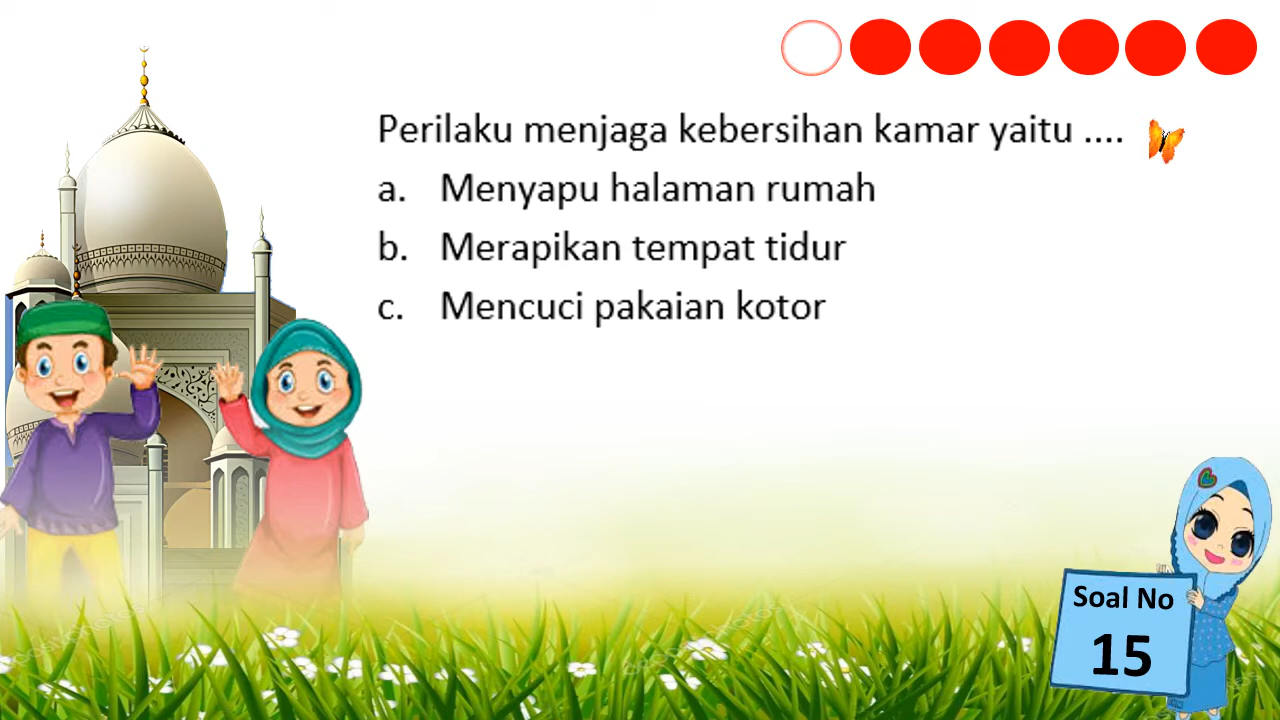 Perilaku menjaga kebersihan kamar yaitu ....
a. Menyapu halaman rumah
b. Merapikan tempat tidur
c. Mencuci pakaian kotor
Soal No
15